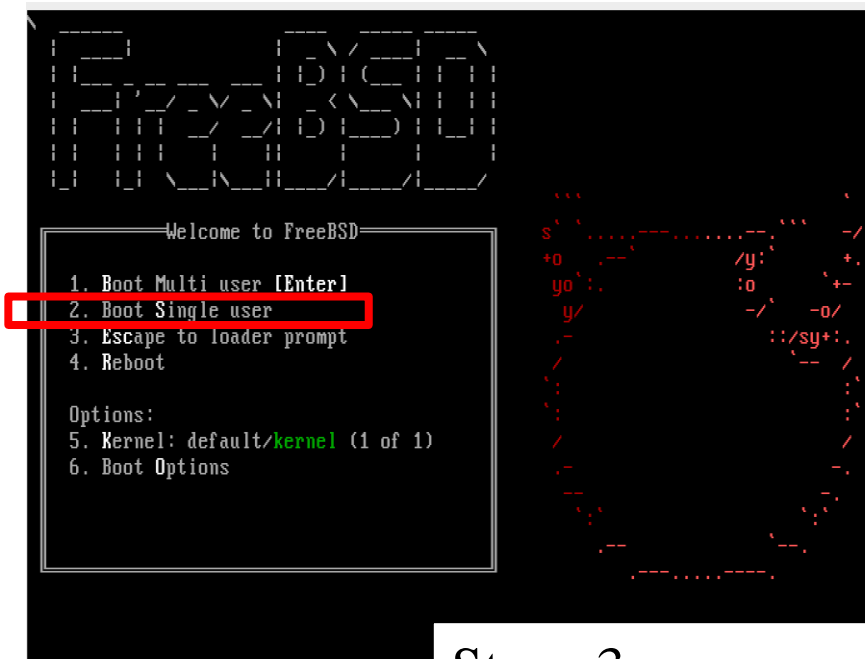 FreeBSD
Welcome to FreeBSD
1. Boot Multi user [Enter]
2. Boot Single user
3. Escape to loader prompt
4. Reboot
Options:
5. Kernel: default/kernel (1 of 1)
6. Boot Options